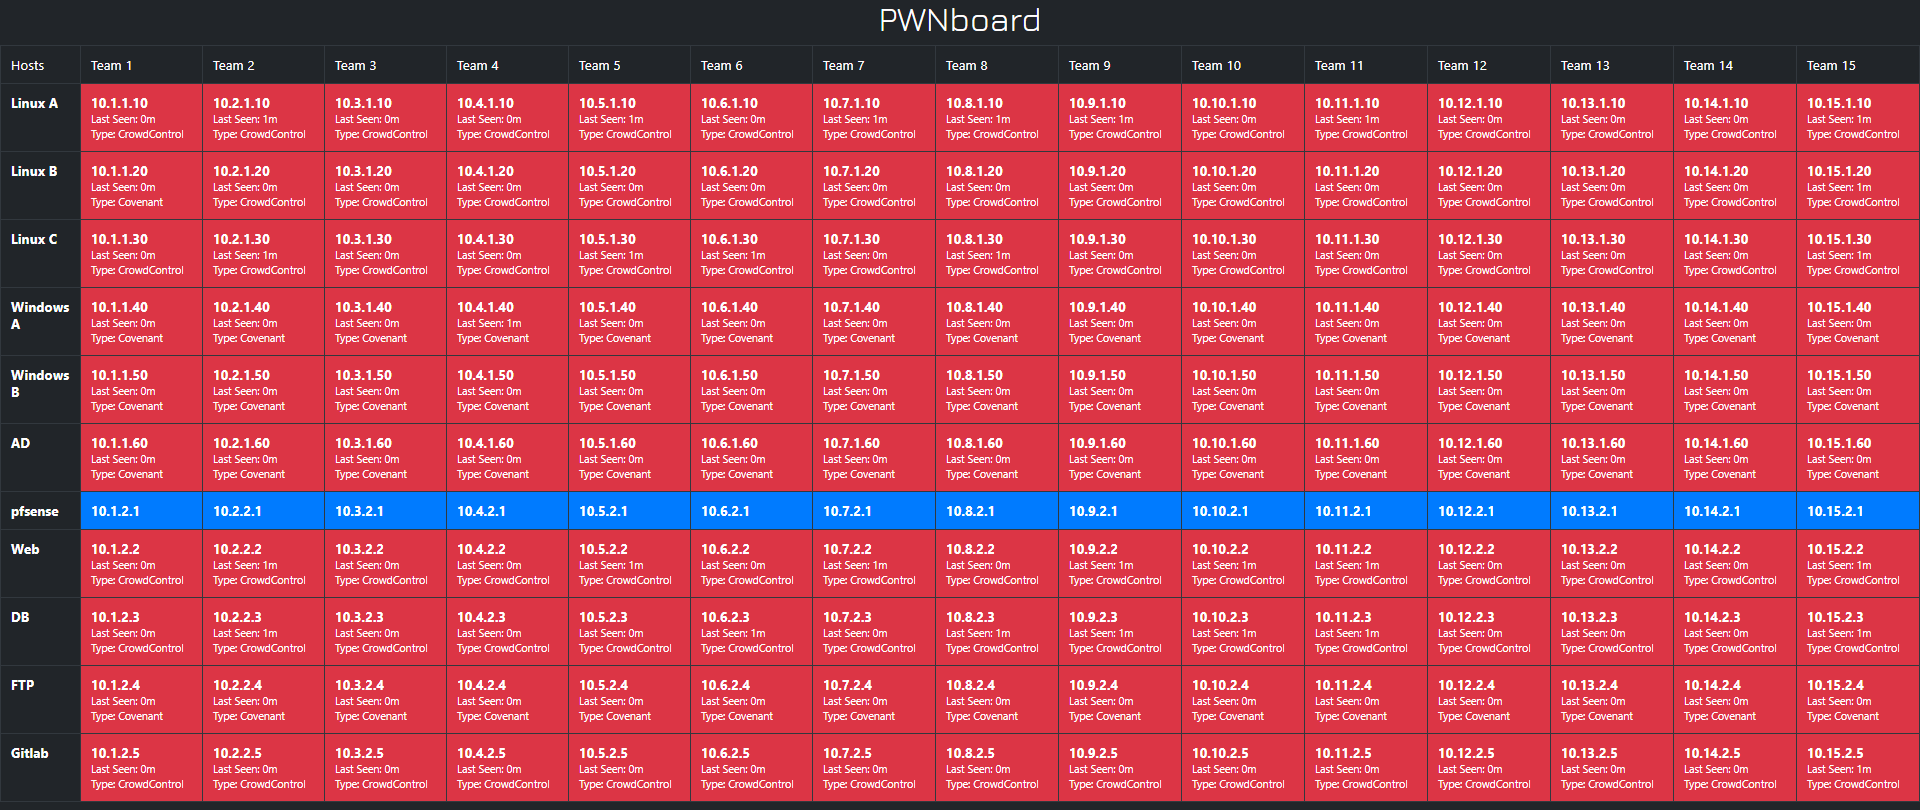 PWNboard
Hosts Team 1 Team 2 Team 3 Team 4 Team 5 Team 6 Team 7 Team 8 Team 9 Team 10 Team 11 Team 12 Team 13 Team 14 Team 15
Linux A 10.1.1.10 10.2.1.10 10.3.1.10 10.4.1.10 10.5.1.10 10.6.1.10 10.7.1.10 10.8.1.10 10.9.1.10 10.10.1.10 10.11.1.10 10.12.1.10 10.13.1.10 10.14.1.10 10.15.1.10
Last Seen: 0m Last Seen: 1m Last Seen: 0m Last Seen: 0m Last Seen: 1m Last Seen: 0m Last Seen: 1m Last Seen: 1m Last Seen: 1m Last Seen: 0m Last Seen: 1m Last Seen: 0m Last Seen: 0m Last Seen: 0m Last Seen: 1m
Type: CrowdControl Type: CrowdControl Type: CrowdControl Type: CrowdControl Type: CrowdControl Type: CrowdControl Type: CrowdControl Type: CrowdControl Type: CrowdControl Type: CrowdControl Type: CrowdControl Type: CrowdControl Type: CrowdControl Type: CrowdControl Type: CrowdControl
Linux B 10.1.1.20 10.2.1.20 10.3.1.20 10.4.1.20 10.5.1.20 10.6.1.20 10.7.1.20 10.8.1.20 10.9.1.20 10.10.1.20 10.11.1.20 10.12.1.20 10.13.1.20 10.14.1.20 10.15.1.20
Last Seen: 0m Last Seen: 0m Last Seen: 0m Last Seen: 0m Last Seen: 0m Last Seen: 0m Last Seen: 0m Last Seen: 0m Last Seen: 0m Last Seen: 0m Last Seen: 0m Last Seen: 0m Last Seen: 0m Last Seen: 0m Last Seen: 1m
Type: Covenant Type: CrowdControl Type: CrowdControl Type: CrowdControl Type: CrowdControl Type: CrowdControl Type: CrowdControl Type: CrowdControl Type: CrowdControl Type: CrowdControl Type: CrowdControl Type: CrowdControl Type: CrowdControl Type: CrowdControl Type: CrowdControl
Linux C 10.1.1.30 10.2.1.30 10.3.1.30 10.4.1.30 10.5.1.30 10.6.1.30 10.7.1.30 10.8.1.30 10.9.1.30 10.10.1.30 10.11.1.30 10.12.1.30 10.13.1.30 10.14.1.30 10.15.1.30
Last Seen: 0m Last Seen: 1m Last Seen: 0m Last Seen: 0m Last Seen: 1m Last Seen: 1m Last Seen: 0m Last Seen: 1m Last Seen: 0m Last Seen: 0m Last Seen: 0m Last Seen: 0m Last Seen: 0m Last Seen: 0m Last Seen: 1m
Type: CrowdControl Type: CrowdControl Type: CrowdControl Type: CrowdControl Type: CrowdControl Type: CrowdControl Type: CrowdControl Type: CrowdControl Type: CrowdControl Type: CrowdControl Type: CrowdControl Type: CrowdControl Type: CrowdControl Type: CrowdControl Type: CrowdControl
Windows 10.1.1.40 10.2.1.40 10.3.1.40 10.4.1.40 10.5.1.40 10.6.1.40 10.7.1.40 10.8.1.40 10.9.1.40 10.10.1.40 10.11.1.40 10.12.1.40 10.13.1.40 10.14.1.40 10.15.1.40
A Last Seen: 0m Last Seen: 0m Last Seen: 0m Last Seen: 1m Last Seen: 0m Last Seen: 0m Last Seen: 0m Last Seen: 0m Last Seen: 0m Last Seen: 0m Last Seen: 0m Last Seen: 0m Last Seen: 0m Last Seen: 0m Last Seen: 0m
Type: Covenant Type: Covenant Type: Covenant Type: Covenant Type: Covenant Type: Covenant Type: Covenant Type: Covenant Type: Covenant Type: Covenant Type: Covenant Type: Covenant Type: Covenant Type: Covenant Type: Covenant
Windows 10.1.1.50 10.2.1.50 10.3.1.50 10.4.1.50 10.5.1.50 10.6.1.50 10.7.1.50 10.8.1.50 10.9.1.50 10.10.1.50 10.11.1.50 10.12.1.50 10.13.1.50 10.14.1.50 10.15.1.50
B Last Seen: 0m Last Seen: 0m Last Seen: 0m Last Seen: 0m Last Seen: 0m Last Seen: 0m Last Seen: 0m Last Seen: 0m Last Seen: 0m Last Seen: 0m Last Seen: 0m Last Seen: 0m Last Seen: 0m Last Seen: 0m Last Seen: 0m
Type: Covenant Type: Covenant Type: Covenant Type: Covenant Type: Covenant Type: Covenant Type: Covenant Type: Covenant Type: Covenant Type: Covenant Type: Covenant Type: Covenant Type: Covenant Type: Covenant Type: Covenant
AD 10.1.1.60 10.2.1.60 10.3.1.60 10.4.1.60 10.5.1.60 10.6.1.60 10.7.1.60 10.8.1.60 10.9.1.60 10.10.1.60 10.11.1.60 10.12.1.60 10.13.1.60 10.14.1.60 10.15.1.60
Last Seen: 0m Last Seen: 0m Last Seen: 0m Last Seen: 0m Last Seen: 0m Last Seen: 0m Last Seen: 0m Last Seen: 0m Last Seen: 0m Last Seen: 0m Last Seen: 0m Last Seen: 0m Last Seen: 0m Last Seen: 0m Last Seen: 0m
Type: Covenant Type: Covenant Type: Covenant Type: Covenant Type: Covenant Type: Covenant Type: Covenant Type: Covenant Type: Covenant Type: Covenant Type: Covenant Type: Covenant Type: Covenant Type: Covenant Type: Covenant
pfsense 10.1.2.1 10.2.2.1 10.3.2.1 10.4.2.1 10.5.2.1 10.6.2.1 10.7.2.1 10.8.2.1 10.9.2.1 10.10.2.1 10.11.2.1 10.12.2.1 10.13.2.1 10.14.2.1 10.15.2.1
Web 10.1.2.2 10.2.2.2 10.3.2.2 10.4.2.2 10.5.2.2 10.6.2.2 10.7.2.2 10.8.2.2 10.9.2.2 10.10.2.2 10.11.2.2 10.12.2.2 10.13.2.2 10.14.2.2 10.15.2.2
Last Seen: 0m Last Seen: 1m Last Seen: 0m Last Seen: 0m Last Seen: 1m Last Seen: 0m Last Seen: 1m Last Seen: 0m Last Seen: 1m Last Seen: 1m Last Seen: 1m Last Seen: 0m Last Seen: 0m Last Seen: 0m Last Seen: 1m
Type: CrowdControl Type: CrowdControl Type: CrowdControl Type: CrowdControl Type: CrowdControl Type: CrowdControl Type: CrowdControl Type: CrowdControl Type: CrowdControl Type: CrowdControl Type: CrowdControl Type: CrowdControl Type: CrowdControl Type: CrowdControl Type: CrowdControl
DB 10.1.2.3 10.2.2.3 10.3.2.3 10.4.2.3 10.5.2.3 10.6.2.3 10.7.2.3 10.8.2.3 10.9.2.3 10.10.2.3 10.11.2.3 10.12.2.3 10.13.2.3 10.14.2.3 10.15.2.3
Last Seen: 0m Last Seen: 1m Last Seen: 0m Last Seen: 0m Last Seen: 0m Last Seen: 1m Last Seen: 0m Last Seen: 1m Last Seen: 1m Last Seen: 1m Last Seen: 1m Last Seen: 0m Last Seen: 0m Last Seen: 0m Last Seen: 1m
Type: CrowdControl Type: CrowdControl Type: CrowdControl Type: CrowdControl Type: CrowdControl Type: CrowdControl Type: CrowdControl Type: CrowdControl Type: CrowdControl Type: CrowdControl Type: CrowdControl Type: CrowdControl Type: CrowdControl Type: CrowdControl Type: CrowdControl
FTP 10.1.2.4 10.2.2.4 10.3.2.4 10.4.2.4 10.5.2.4 10.6.2.4 10.7.2.4 10.8.2.4 10.9.2.4 10.10.2.4 10.11.2.4 10.12.2.4 10.13.2.4 10.14.2.4 10.15.2.4
Last Seen: 0m Last Seen: 0m Last Seen: 0m Last Seen: 0m Last Seen: 0m Last Seen: 0m Last Seen: 0m Last Seen: 0m Last Seen: 0m Last Seen: 0m Last Seen: 0m Last Seen: 0m Last Seen: 0m Last Seen: 0m Last Seen: 0m
Type: Covenant Type: Covenant Type: Covenant Type: Covenant Type: Covenant Type: Covenant Type: Covenant Type: Covenant Type: Covenant Type: Covenant Type: Covenant Type: Covenant Type: Covenant Type: Covenant Type: Covenant
Gitlab 10.1.2.5 10.2.2.5 10.3.2.5 10.4.2.5 10.5.2.5 10.6.2.5 10.7.2.5 10.8.2.5 10.9.2.5 10.10.2.5 10.11.2.5 10.12.2.5 10.13.2.5 10.14.2.5 10.15.2.5
Last Seen: 0m Last Seen: 0m Last Seen: 0m Last Seen: 0m Last Seen: 0m Last Seen: 0m Last Seen: 0m Last Seen: 0m Last Seen: 0m Last Seen: 0m Last Seen: 0m Last Seen: 0m Last Seen: 0m Last Seen: 0m Last Seen: 1m
Type: CrowdControl Type: CrowdControl Type: CrowdControl Type: CrowdControl Type: CrowdControl Type: CrowdControl Type: CrowdControl Type: CrowdControl Type: CrowdControl Type: CrowdControl Type: CrowdControl Type: CrowdControl Type: CrowdControl Type: CrowdControl Type: CrowdControl